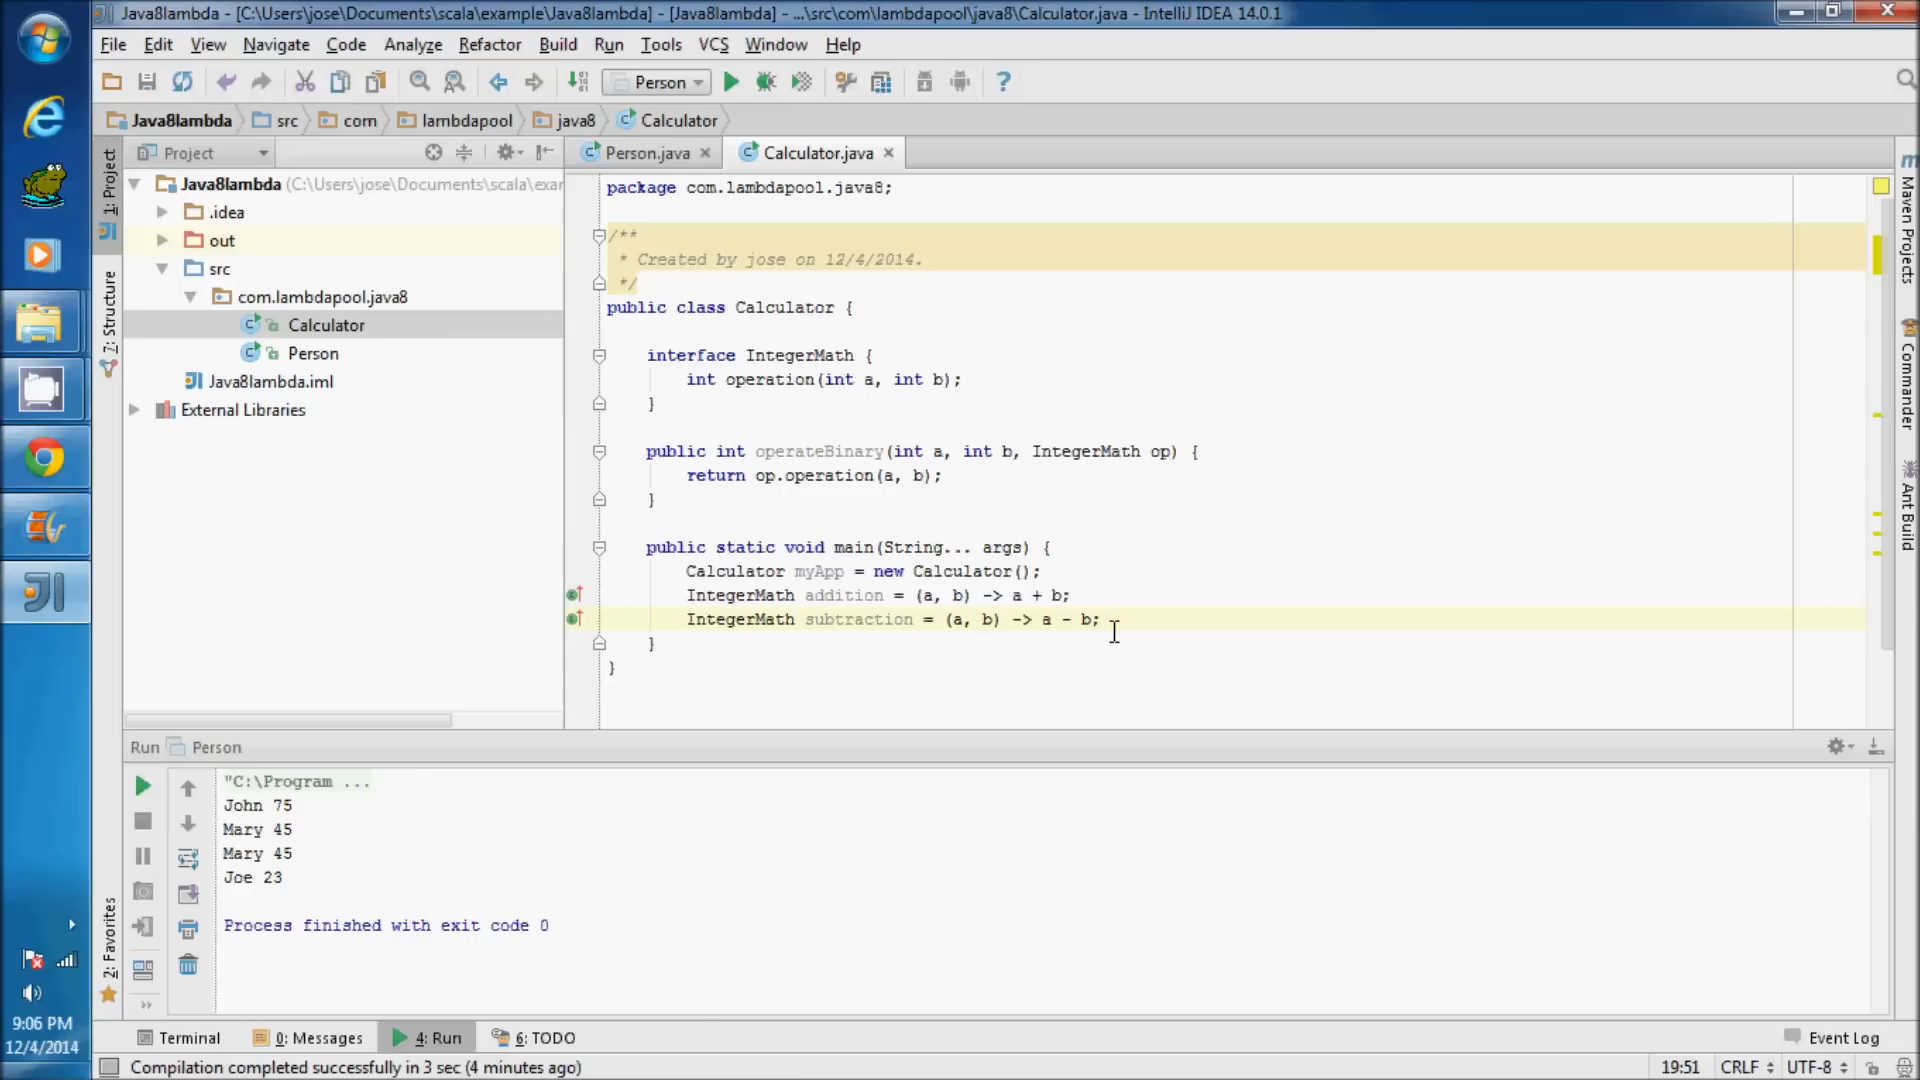 Java8lambda - [C:\Users\jose\Documents\scala\example\Java8lambda] - [Java8lambda] - ...\src\com\lambdapool\java8\Calculator.java - IntelliJ IDEA 14.0.1
File Edit View Navigate Code Analyze Refactor Build Run Tools VCS Window Help
Person
Java8lambda src com lambdapool java8 Calculator
1: Project
7: Structure
2: Favorites
Project
Java8lambda (C:\Users\jose\Documents\scala\exar
.idea
out
src
com.lambdapool.java8
Calculator
Person
Java8lambda.iml
External Libraries
Person.java Calculator.java
package com.lambdapool.java8;
/**
* Created by jose on 12/4/2014.
*/
public class Calculator {
interface IntegerMath {
int operation(int a, int b);
}
public int operateBinary(int a, int b, IntegerMath op) {
return op.operation(a, b);
}
public static void main(String... args) {
Calculator myApp = new Calculator();
IntegerMath addition = (a, b) -> a + b;
IntegerMath subtraction = (a, b) -> a - b;
}
}
m Maven Projects
Commander
Ant Build
Run Person
"C:\Program ...
John 75
Mary 45
Mary 45
Joe 23
Process finished with exit code 0
9:06 PM
12/4/2014
Terminal 0: Messages 4: Run 6: TODO Event Log
Compilation completed successfully in 3 sec (4 minutes ago) 19:51 CRLF UTF-8